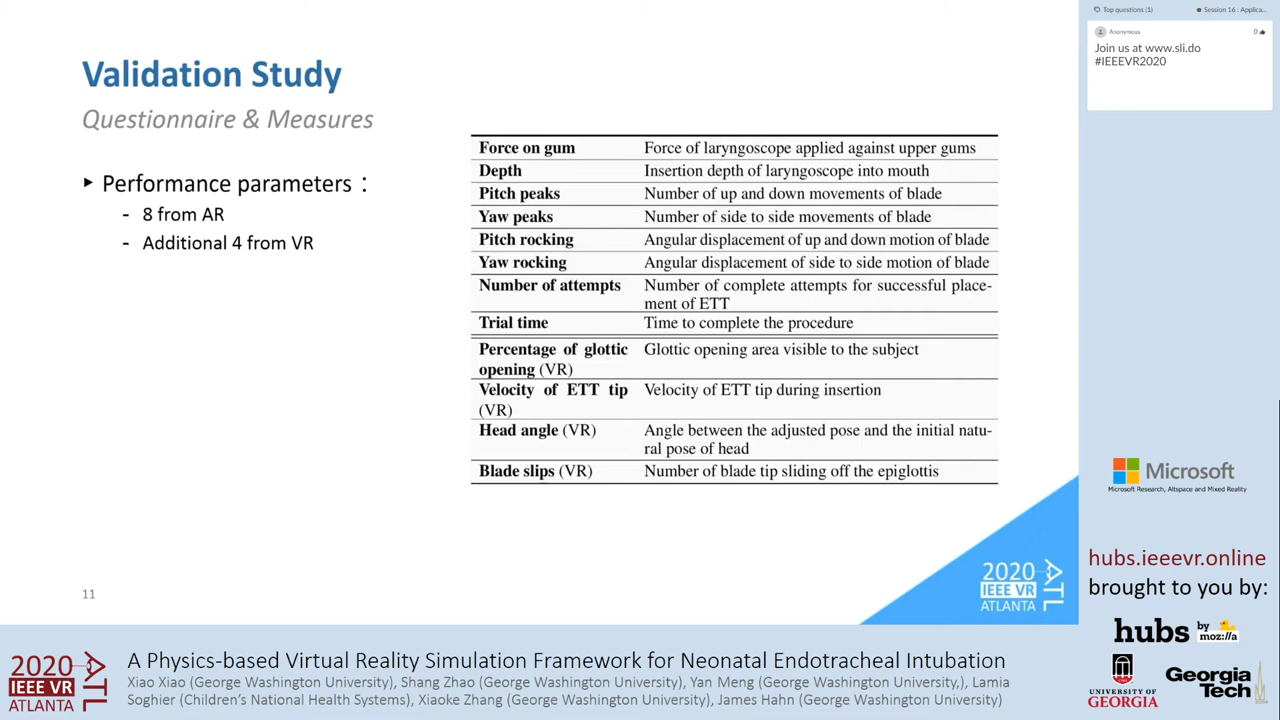 Validation Study
Questionnaire & Measures
Performance parameters：
- 8 from AR
- Additional 4 from VR
Force on gum Force of laryngoscope applied against upper gums
Depth Insertion depth of laryngoscope into mouth
Pitch peaks Number of up and down movements of blade
Yaw peaks Number of side to side movements of blade
Pitch rocking Angular displacement of up and down motion of blade
Yaw rocking Angular displacement of side to side motion of blade
Number of attempts Number of complete attempts for successful place-
ment of ETT
Trial time Time to complete the procedure
Percentage of glottic Glottic opening area visible to the subject
opening (VR)
Velocity of ETT tip Velocity of ETT tip during insertion
(VR)
Head angle (VR) Angle between the adjusted pose and the initial natu-
ral pose of head
Blade slips (VR) Number of blade tip sliding off the epiglottis
11
2020
IEEE VR
ATLANTA
ATL
Top questions (1)
Session 16 : Applica...
Anonymous
0
Join us at www.sli.do
#IEEEVR2020
Microsoft
Microsoft Research, Altspace and Mixed Reality
hubs.ieeevr.online
brought to you by:
hubs by
moz://a
UNIVERSITY OF
GEORGIA
Georgia
Tech
2020
IEEE VR
ATLANTA
ATL
A Physics-based Virtual Reality Simulation Framework for Neonatal Endotracheal Intubation
Xiao Xiao (George Washington University), Shang Zhao (George Washington University), Yan Meng (George Washington University,), Lamia
Soghier (Children's National Health Systems), Xiaoke Zhang (George Washington University), James Hahn (George Washington University)